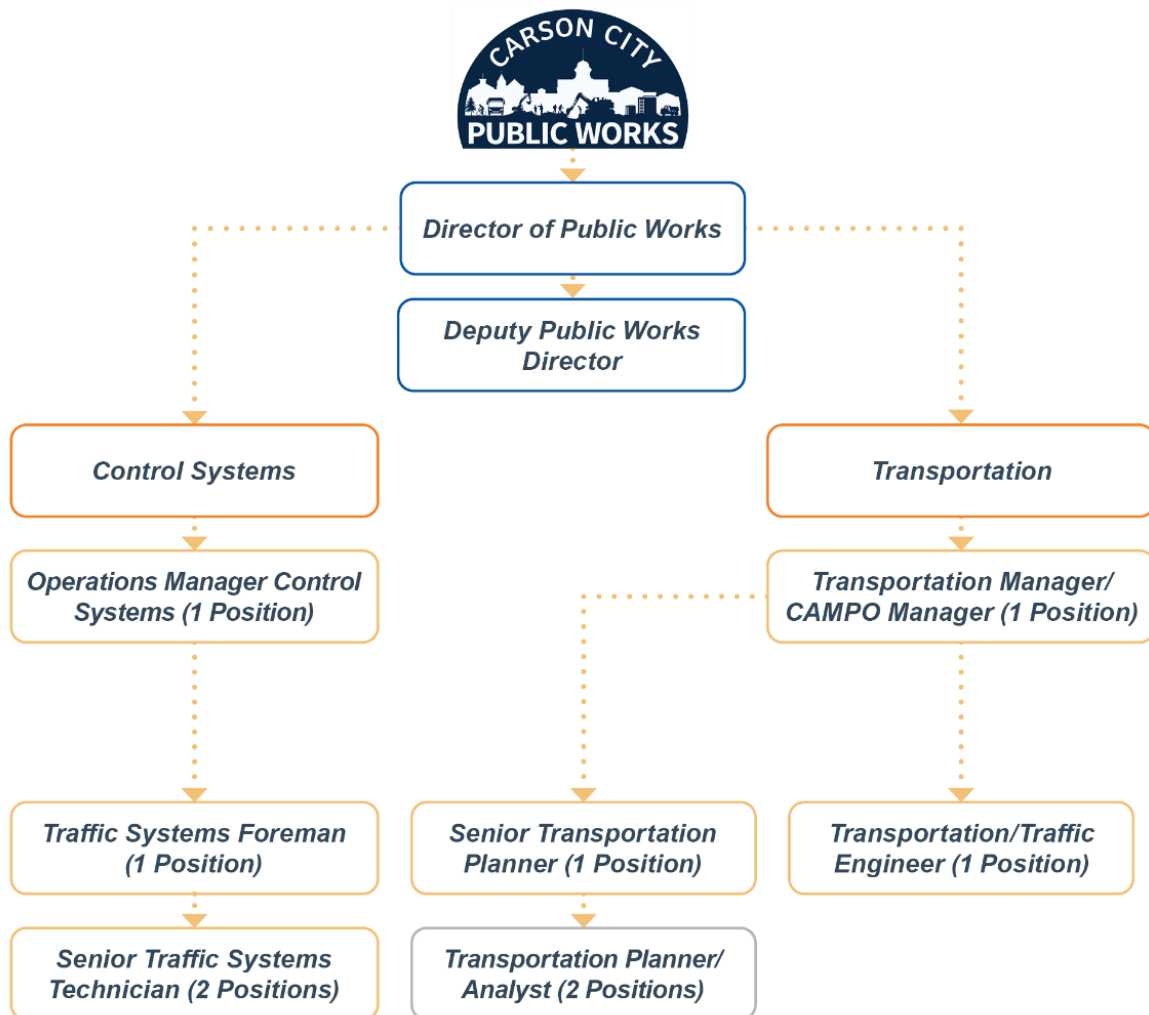 CARSON CITY
PUBLIC WORKS
Director of Public Works
Deputy Public Works
Director
Control Systems
Transportation
Operations Manager Control
Systems (1 Position)
Transportation Manager/
CAMPO Manager (1 Position)
Traffic Systems Foreman
(1 Position)
Senior Transportation
Planner (1 Position)
Transportation/Traffic
Engineer (1 Position)
Senior Traffic Systems
Technician (2 Positions)
Transportation Planner/
Analyst (2 Positions)